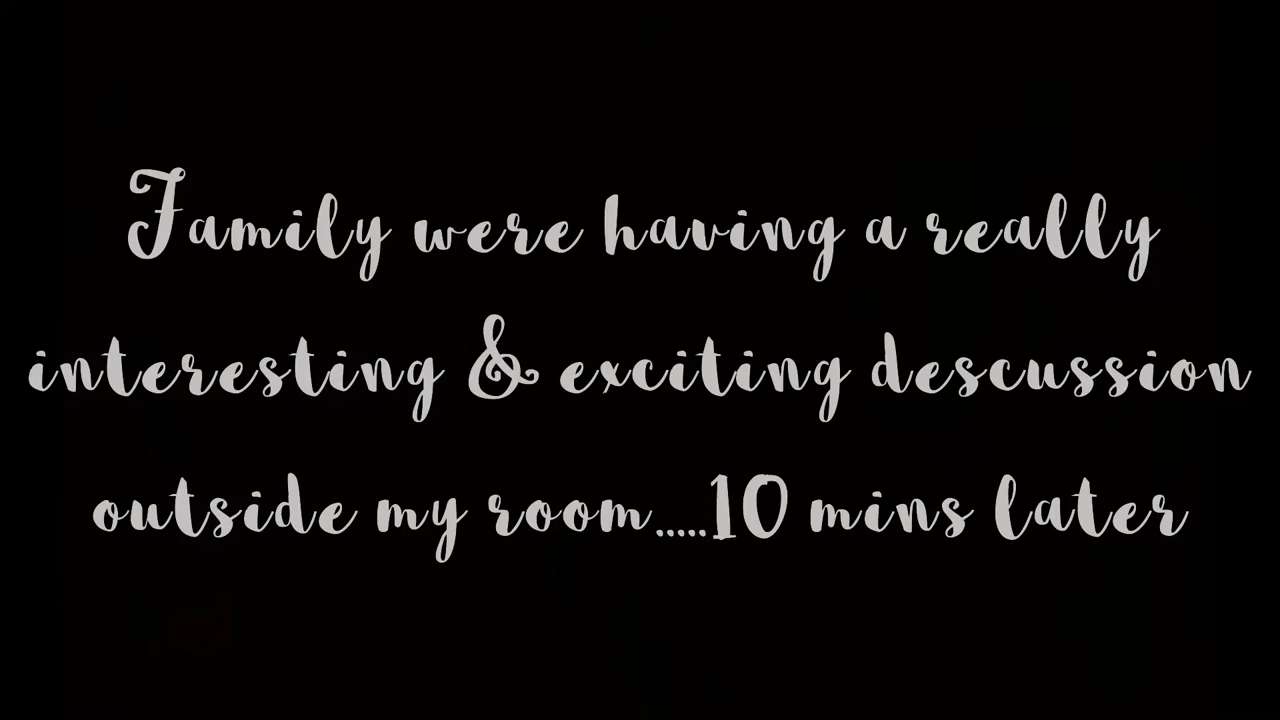 Family were having a really
interesting & exciting descussion
outside my room.....10 mins later